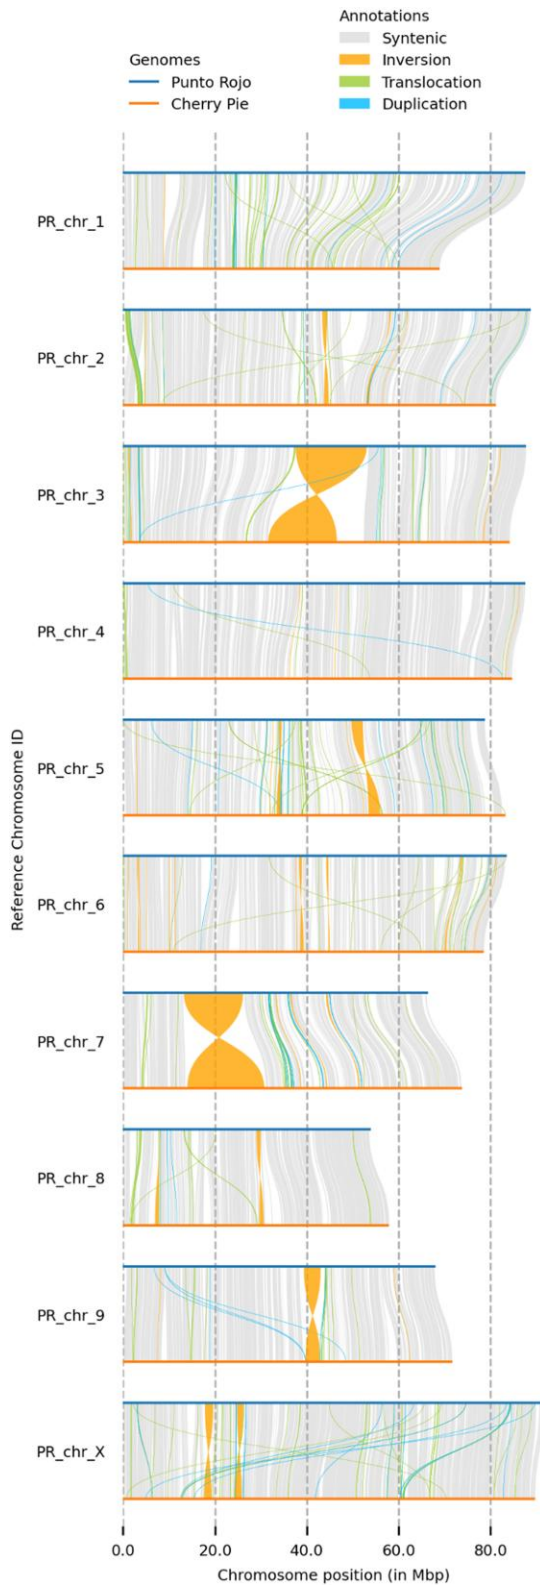 Annotations
Syntenic
Genomes
Inversion
Punto Rojo
Translocation
Cherry Pie
Duplication
PR_chr_1
PR_chr_2
PR_chr_3
PR_chr_4
PR_chr_5
Reference Chromosome ID
PR_chr_6
PR_chr_7
PR_chr_8
PR_chr_9
PR_chr_X
0.0 20.0 40.0 60.0 80.0
Chromosome position (in Mbp)